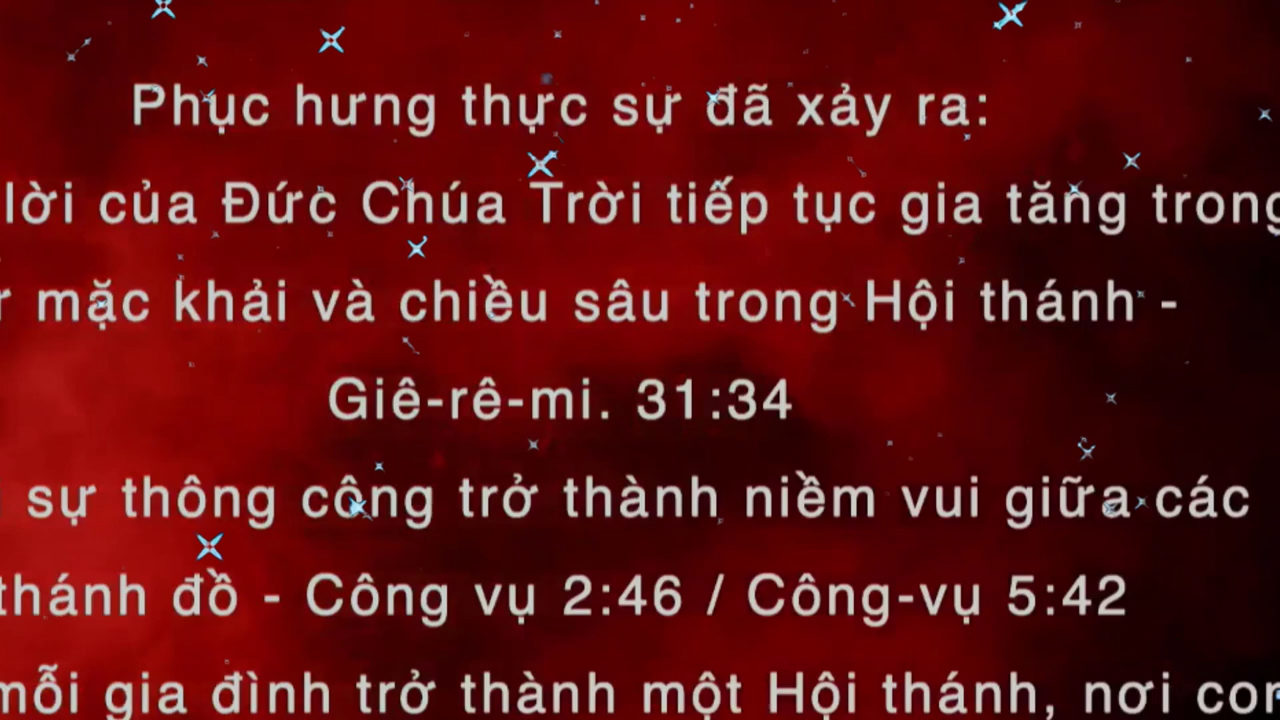 Phục hưng thực sự đã xảy ra:
lời của Đức Chúa Trời tiếp tục gia tăng trong
mặc khải và chiều sâu trong Hội thánh -
Giê-rê-mi. 31:34
sự thông công trở thành niềm vui giữa các
thánh đồ - Công vụ 2:46 / Công-vụ 5:42
mỗi gia đình trở thành một Hội thánh, nơi